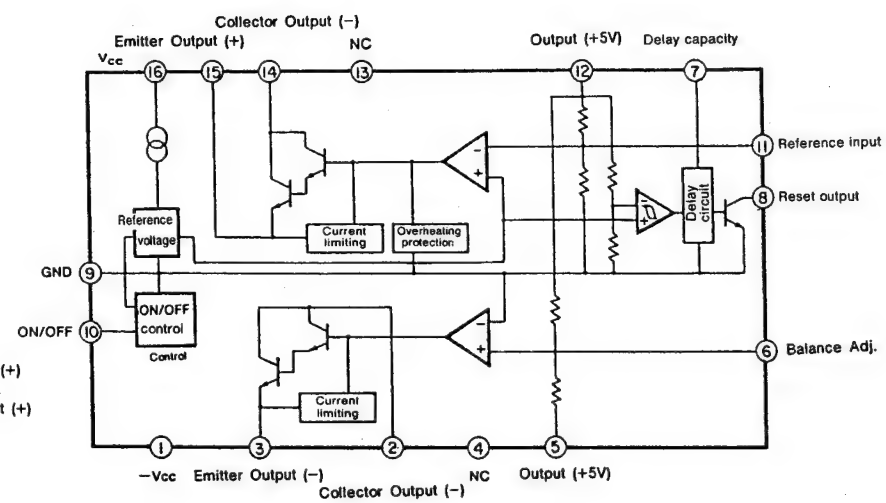 Collector Output (−)
Emitter Output (+)
NC
Output (+5V)
Delay capacity
Vcc
16
15
14
13
12
7
11
Reference input
8
Reset output
Reference
voltage
Current
limiting
Overheating
protection
Delay
circuit
−
+
−
+
GND
9
ON/OFF
10
ON/OFF
control
Control
−
+
6
Balance Adj.
(+)
t (+)
Current
limiting
1
3
2
4
5
−Vcc
Emitter Output (−)
NC
Output (+5V)
Collector Output (−)